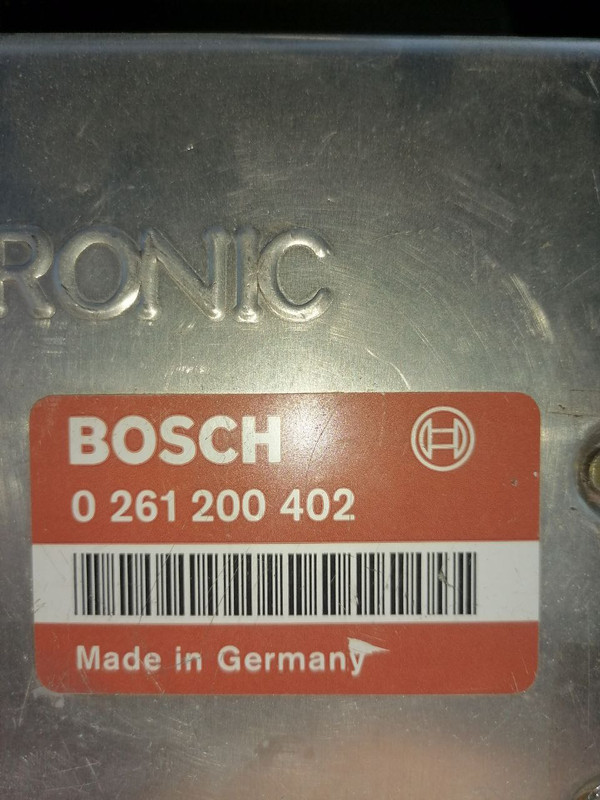 RONIC
BOSCH
0 261 200 402
Made in Germany